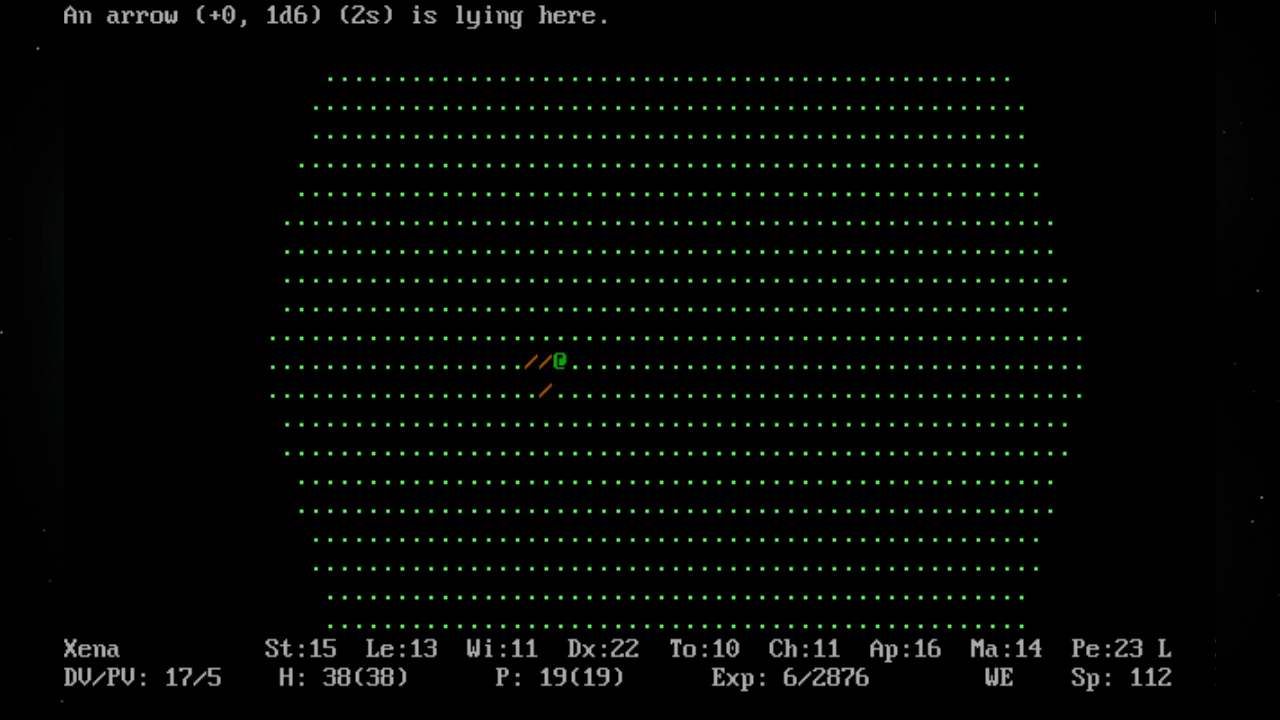 An arrow (+0, 1d6) (2s) is lying here.
Xena St:15 Le:13 Wi:11 Dx:22 To:10 Ch:11 Ap:16 Ma:14 Pe:23 L
DV/PV: 17/5 H: 38(38) P: 19(19) Exp: 6/2876 WE Sp: 112